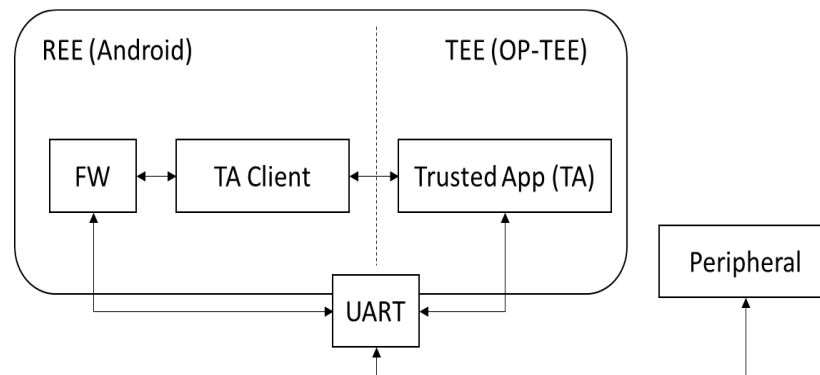 REE (Android)
TEE (OP-TEE)
FW
TA Client
Trusted App (TA)
Peripheral
UART